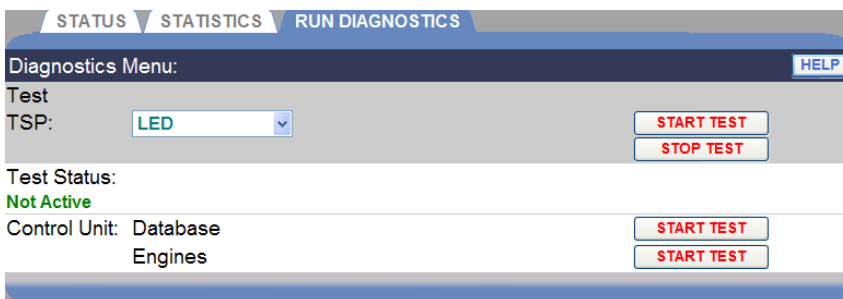 STATUS STATISTICS RUN DIAGNOSTICS
Diagnostics Menu: HELP
Test
TSP: LED START TEST
STOP TEST
Test Status:
Not Active
Control Unit: Database START TEST
Engines START TEST